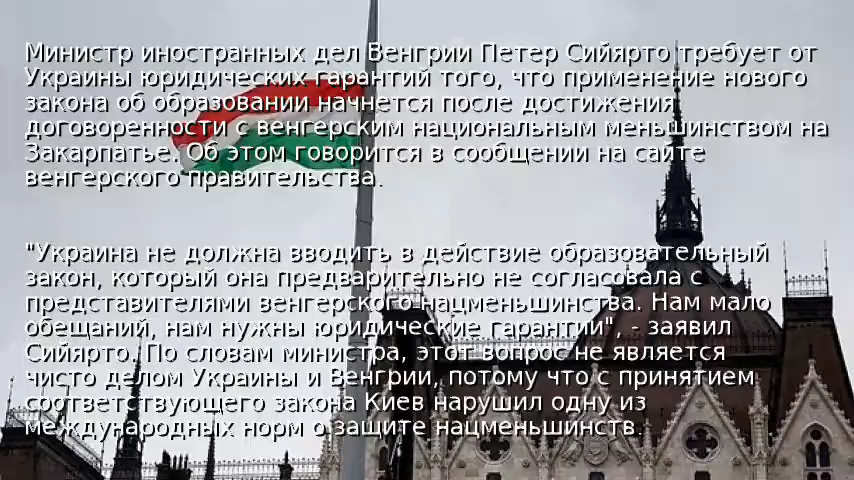 Министр иностранных дел Венгрии Петер Сийярто требует от
Украины юридических гарантий того, что применение нового
закона об образовании начнется после достижения
договоренности с венгерским национальным меньшинством на
Закарпатье. Об этом говорится в сообщении на сайте
венгерского правительства.
"Украина не должна вводить в действие образовательный
закон, который она предварительно не согласовала с
представителями венгерского нацменьшинства. Нам мало
обещаний, нам нужны юридические гарантии", - заявил
Сийярто. По словам министра, этот вопрос не является
чисто делом Украины и Венгрии, потому что с принятием
соответствующего закона Киев нарушил одну из
международных норм о защите нацменьшинств.